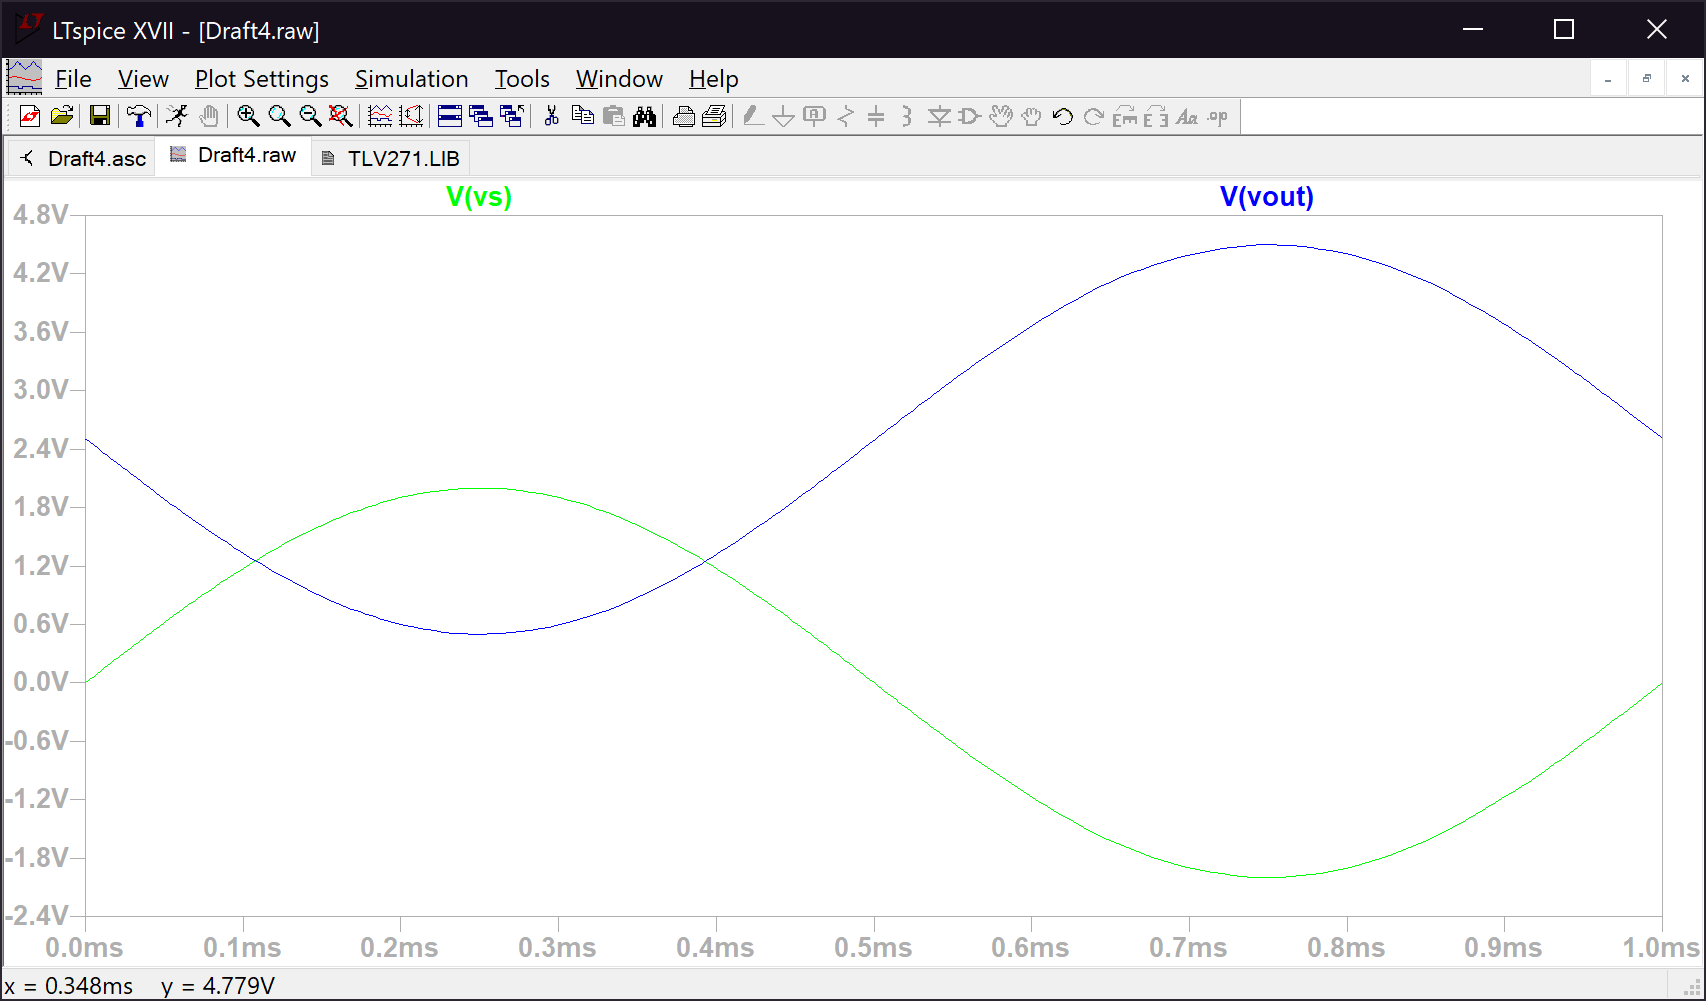 LTspice XVII - [Draft4.raw]
File View Plot Settings Simulation Tools Window Help
Draft4.asc Draft4.raw TLV271.LIB
V(vs) V(vout)
4.8V
4.2V
3.6V
3.0V
2.4V
1.8V
1.2V
0.6V
0.0V
-0.6V
-1.2V
-1.8V
-2.4V
0.0ms 0.1ms 0.2ms 0.3ms 0.4ms 0.5ms 0.6ms 0.7ms 0.8ms 0.9ms 1.0ms
x = 0.348ms y = 4.779V